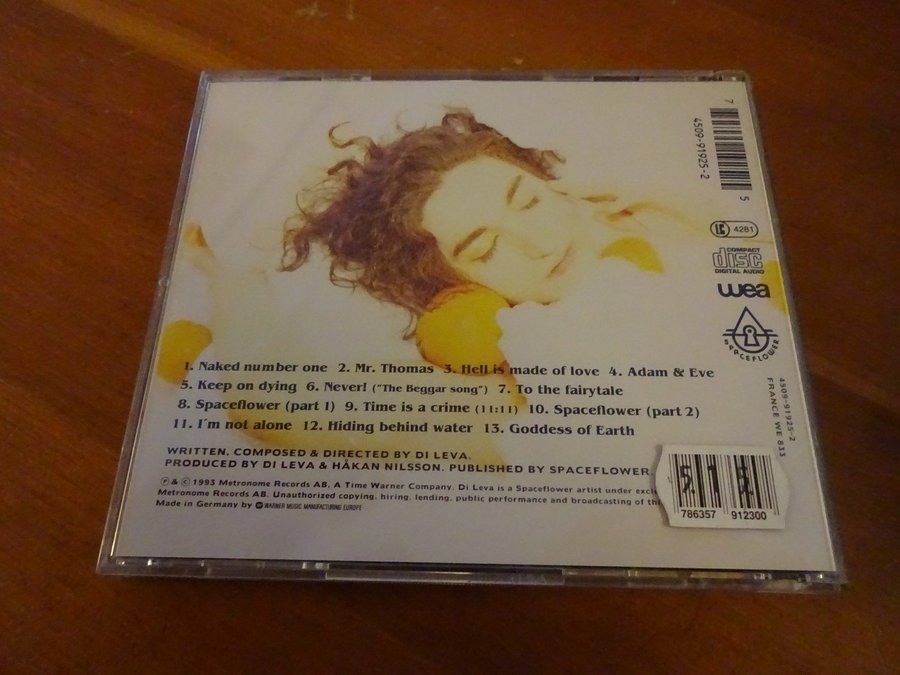 1. Naked number one 2. Mr. Thomas 3. Hell is made of love 4. Adam & Eve
5. Keep on dying 6. Never! ("The Beggar song") 7. To the fairytale
8. Spaceflower (part 1) 9. Time is a crime (11:11) 10. Spaceflower (part 2)
11. I'm not alone 12. Hiding behind water 13. Goddess of Earth
WRITTEN, COMPOSED & DIRECTED BY DI LEVA.
PRODUCED BY DI LEVA & HÅKAN NILSSON. PUBLISHED BY SPACEFLOWER.
℗ & © 1993 Metronome Records AB. A Time Warner Company. Di Leva is a Spaceflower artist under
Metronome Records AB. Unauthorized copying, hiring, lending, public performance and broadcasting of
Made in Germany by WARNER MUSIC MANUFACTURING EUROPE
7 5
4509-91925-2
LC 4281
COMPACT
disc
DIGITAL AUDIO
wea
SPACEFLOWER
4509-91925-2
FRANCE WE 833
786357 912300